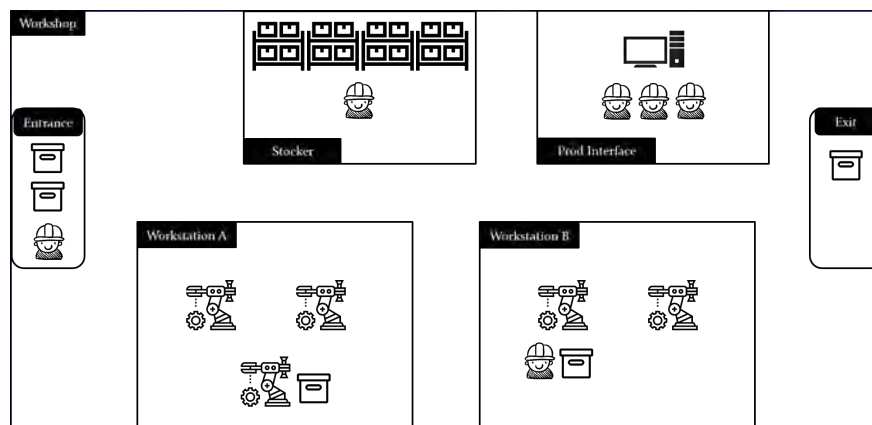 Workshop
Entrance
Stocker
Prod Interface
Exit
Workstation A
Workstation B